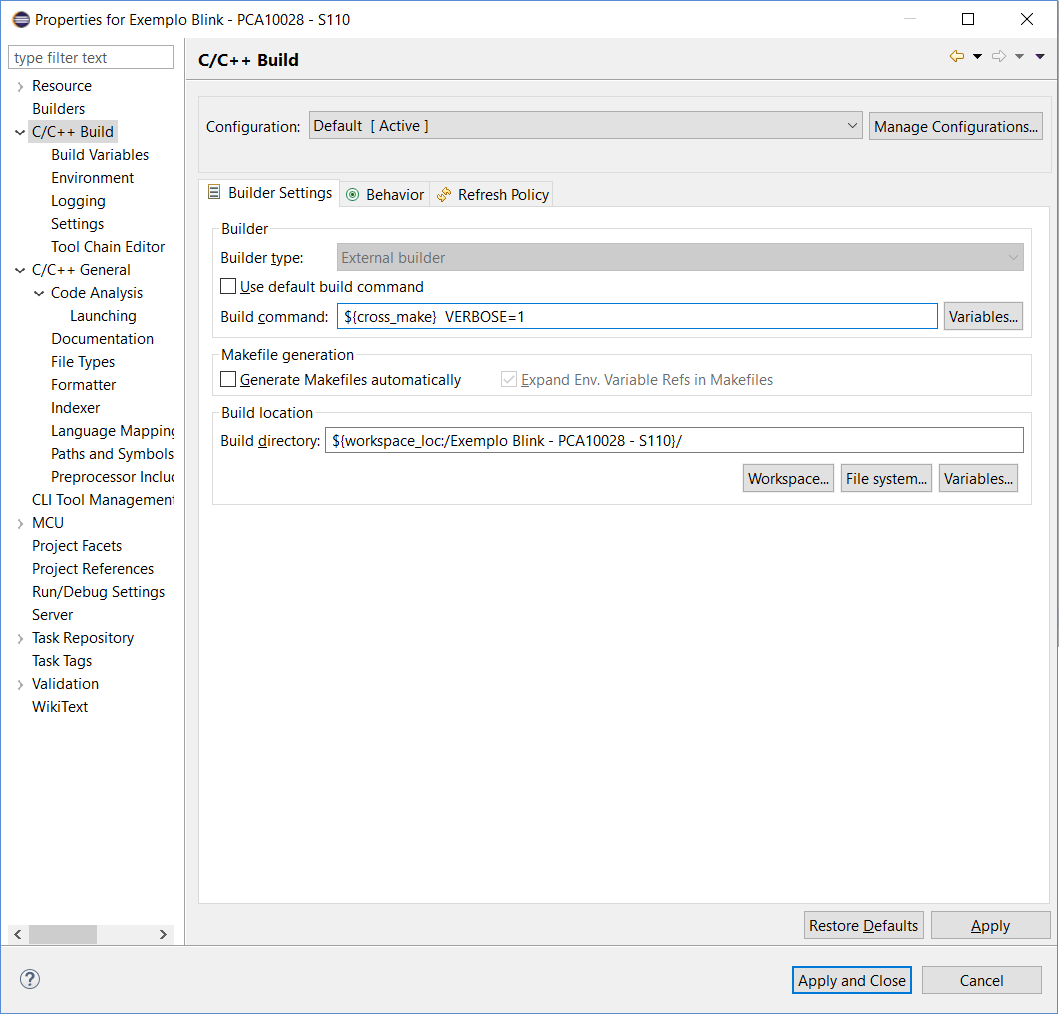 Properties for Exemplo Blink - PCA10028 - S110
type filter text
Resource
Builders
C/C++ Build
Build Variables
Environment
Logging
Settings
Tool Chain Editor
C/C++ General
Code Analysis
Launching
Documentation
File Types
Formatter
Indexer
Language Mapping
Paths and Symbols
Preprocessor Inclu
CLI Tool Management
MCU
Project Facets
Project References
Run/Debug Settings
Server
Task Repository
Task Tags
Validation
WikiText
C/C++ Build
Configuration: Default [ Active ] Manage Configurations...
Builder Settings Behavior Refresh Policy
Builder
Builder type: External builder
Use default build command
Build command: ${cross_make} VERBOSE=1 Variables...
Makefile generation
Generate Makefiles automatically Expand Env. Variable Refs in Makefiles
Build location
Build directory: ${workspace_loc:/Exemplo Blink - PCA10028 - S110}/
Workspace... File system... Variables...
Restore Defaults Apply
? Apply and Close Cancel